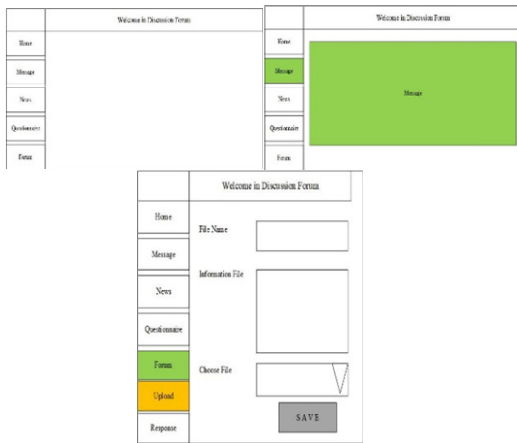 Welcome in Discussion Forum
Home
Message
News
Questionnaire
Forum
Welcome in Discussion Forum
Home
Message
News
Questionnaire
Forum
Message
Welcome in Discussion Forum
Home
Message
News
Questionnaire
Forum
Upload
Response
File Name
Information File
Choose File
SAVE